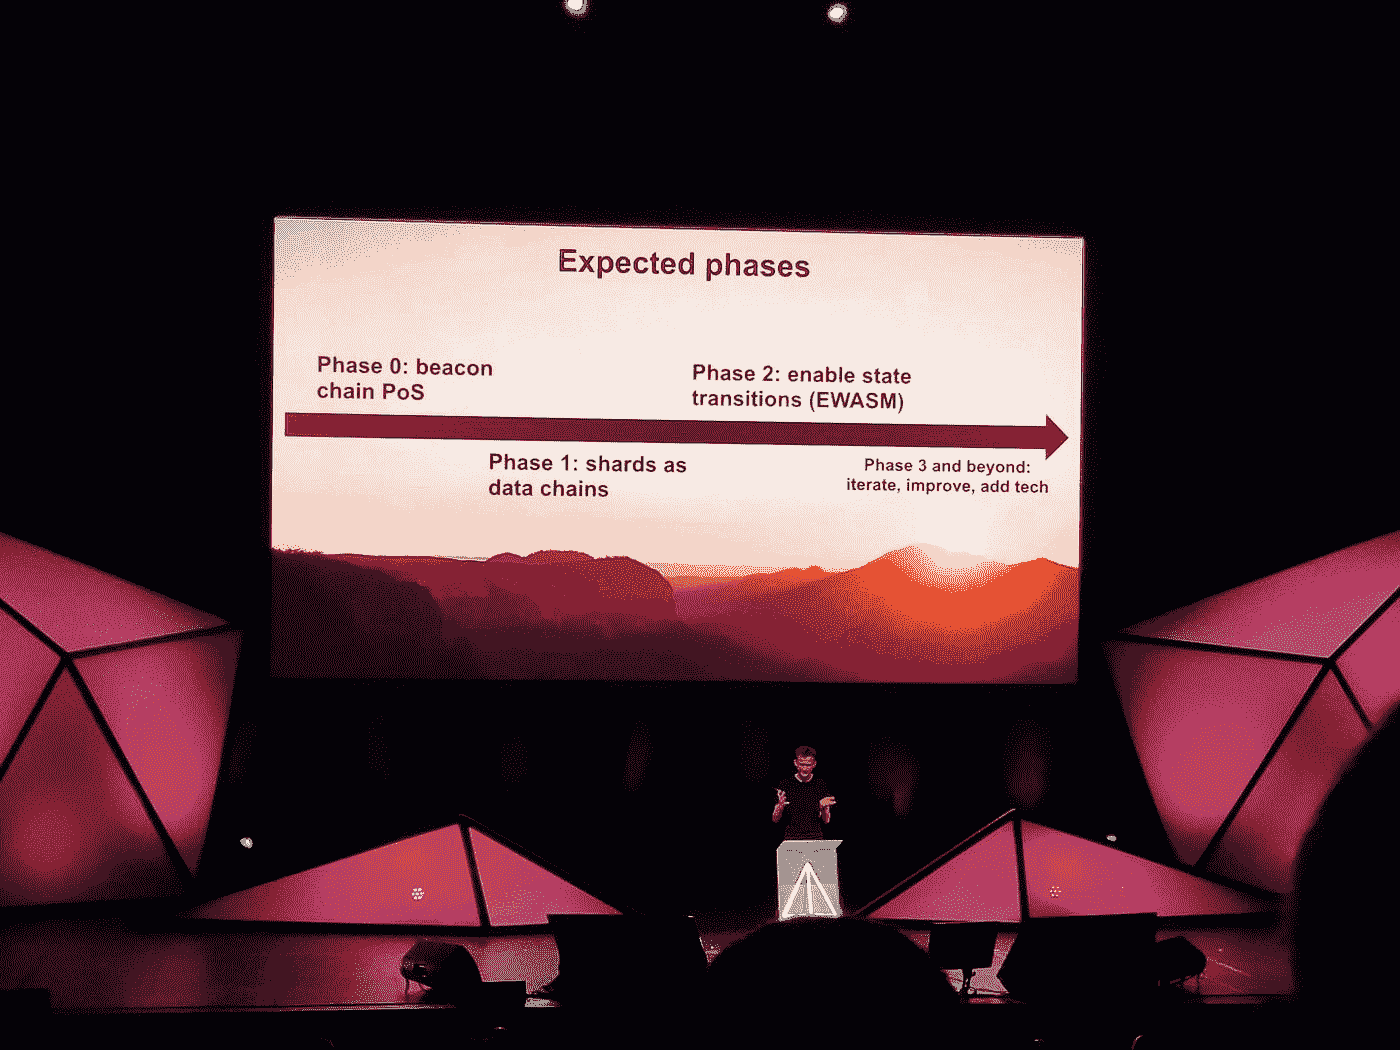 Expected phases
Phase 0: beacon
chain PoS
Phase 2: enable state
transitions (EWASM)
Phase 1: shards as
data chains
Phase 3 and beyond:
iterate, improve, add tech